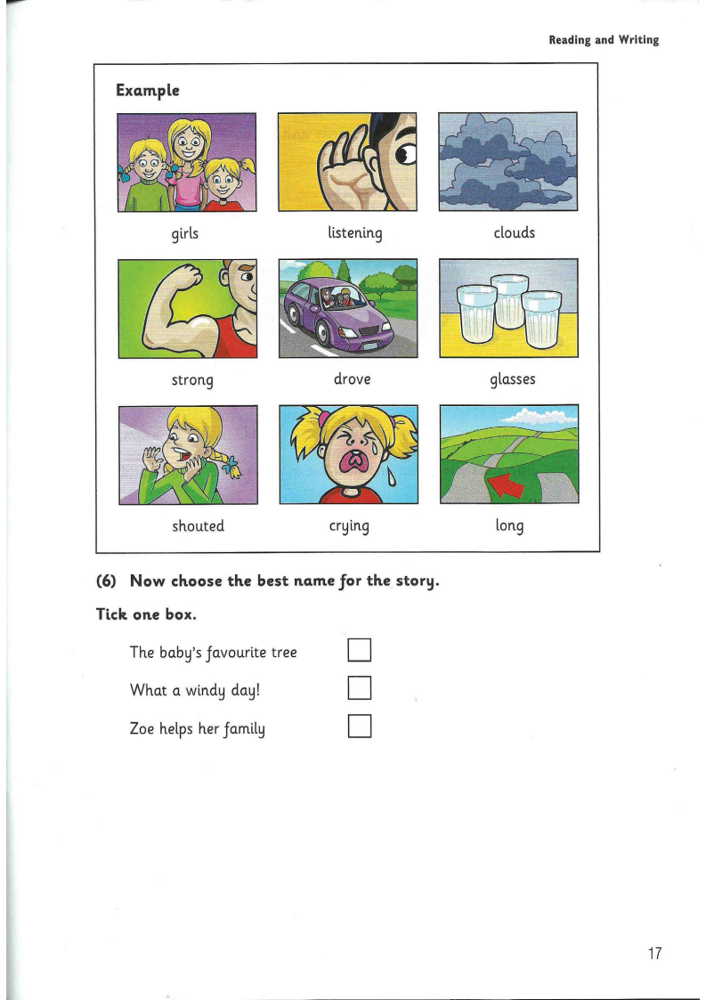 Reading and Writing
Example
girls listening clouds
strong drove glasses
shouted crying long
(6) Now choose the best name for the story.
Tick one box.
The baby's favourite tree
What a windy day!
Zoe helps her family
17